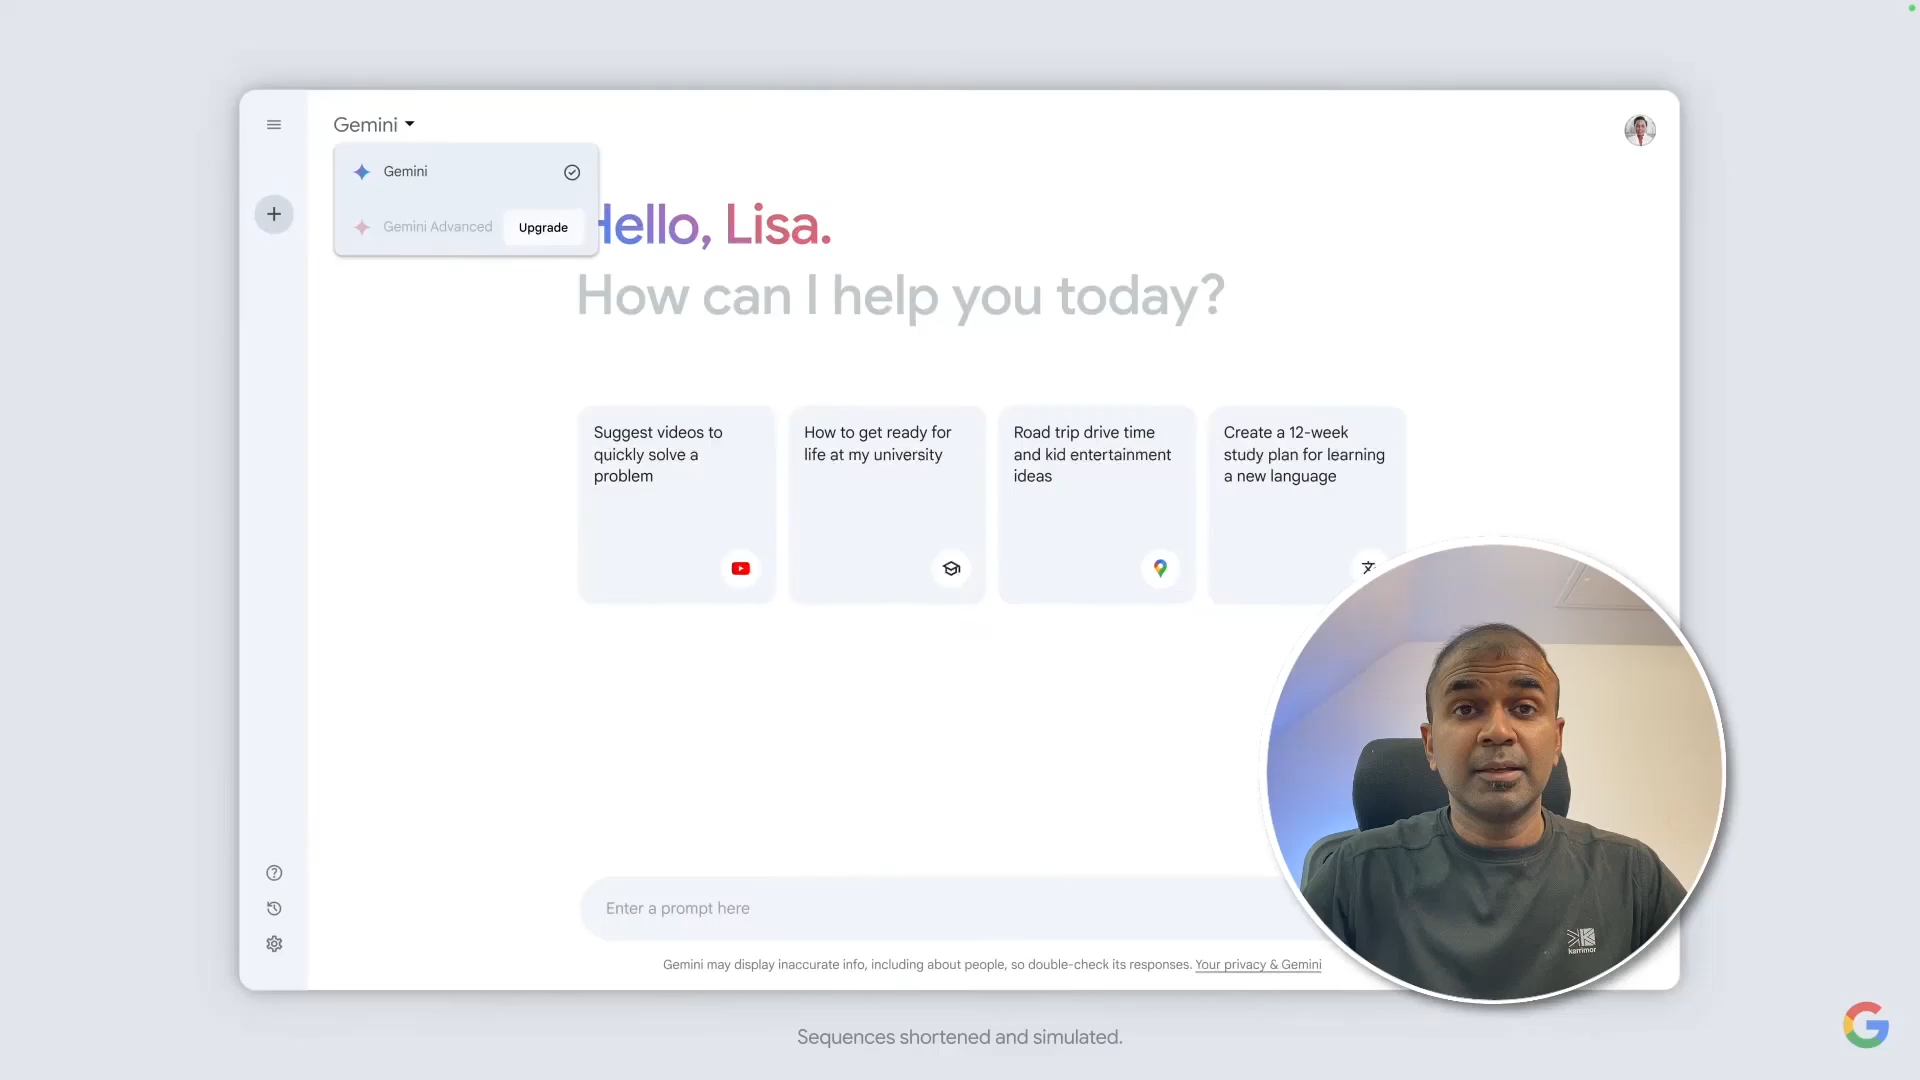 Gemini
Gemini
Gemini Advanced
Upgrade
Hello, Lisa.
How can I help you today?
Suggest videos to
quickly solve a
problem
How to get ready for
life at my university
Road trip drive time
and kid entertainment
ideas
Create a 12-week
study plan for learning
a new language
Enter a prompt here
Gemini may display inaccurate info, including about people, so double-check its responses. Your privacy & Gemini
karrimor
Sequences shortened and simulated.